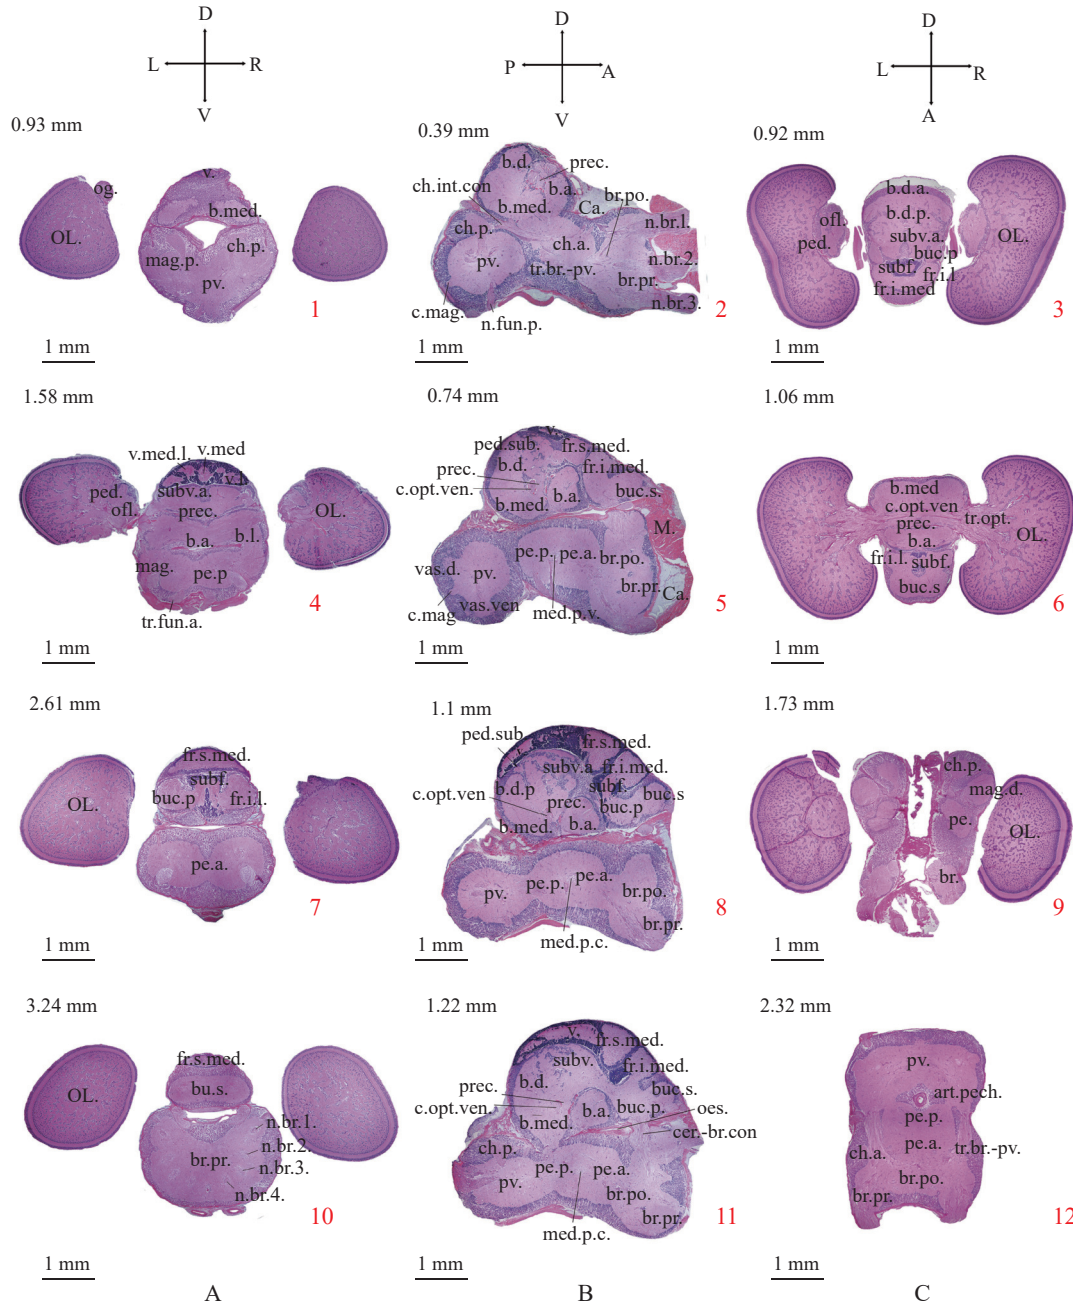 D
L
R
V
D
P
A
V
D
L
R
A
0.93 mm
og.
OL.
v.
b.med.
mag.p.
ch.p.
pv.
1
1 mm
0.39 mm
b.d.
prec.
ch.int.con
b.a.
br.po.
b.med.
Ca.
ch.p.
n.br.1.
ch.a.
pv.
n.br.2.
tr.br.-pv.
br.pr.
c.mag.
n.br.3.
n.fun.p.
2
1 mm
0.92 mm
b.d.a.
ofl.
b.d.p.
OL.
ped.
subv.a.
buc.p
subf.
fr.i.l
fr.i.med
3
1 mm
1.58 mm
v.med.l.
v.med
v.l.
ped.
subv.a.
ofl.
prec.
OL.
b.a.
b.l.
mag.
pe.p
tr.fun.a.
4
1 mm
0.74 mm
v.
ped.sub.
fr.s.med.
prec.
b.d.
fr.i.med.
c.opt.ven.
b.a.
buc.s.
b.med.
M.
pe.p.
pe.a.
br.po.
vas.d.
pv.
br.pr.
c.mag
vas.ven
med.p.v.
Ca.
5
1 mm
1.06 mm
b.med
c.opt.ven
prec.
tr.opt.
b.a.
OL.
fr.i.l.
subf.
buc.s
6
1 mm
2.61 mm
fr.s.med.
OL.
subf.
buc.p
fr.i.l.
pe.a.
7
1 mm
1.1 mm
ped.sub.
v.
fr.s.med.
subv.a
fr.i.med.
b.d.p
subf.
c.opt.ven
prec.
buc.p
buc.s
b.med.
b.a.
pe.a.
pv.
pe.p.
br.po.
br.pr.
med.p.c.
8
1 mm
1.73 mm
ch.p.
mag.d.
pe.
OL.
br.
9
1 mm
3.24 mm
fr.s.med.
OL.
bu.s.
n.br.1.
n.br.2.
br.pr.
n.br.3.
n.br.4.
10
1 mm
1.22 mm
v.
fr.s.med.
subv.
fr.i.med.
prec.
b.d.
buc.s.
c.opt.ven.
b.a.
buc.p.
oes.
b.med.
cer.-br.con
ch.p.
pe.p.
pe.a.
pv.
br.po.
br.pr.
med.p.c.
11
1 mm
2.32 mm
pv.
art.pech.
pe.p.
pe.a.
ch.a.
tr.br.-pv.
br.po.
br.pr.
12
1 mm
A
B
C